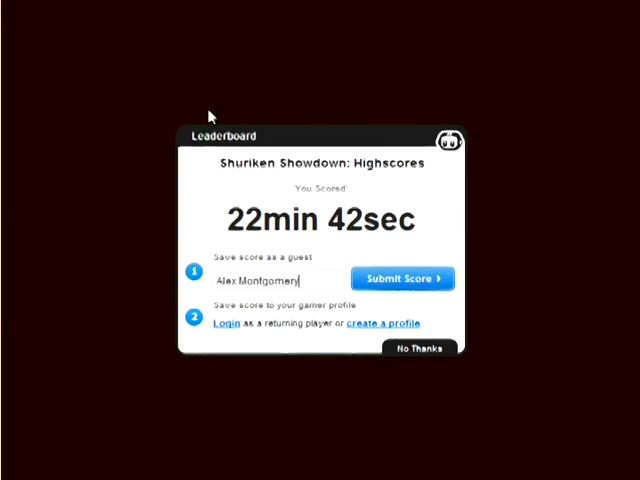 Leaderboard
Shuriken Showdown: Highscores
You Scored:
22min 42sec
Save score as a guest
1
Alex Montgomery
Submit Score
Save score to your gamer profile
2
Login as a returning player or create a profile
No Thanks